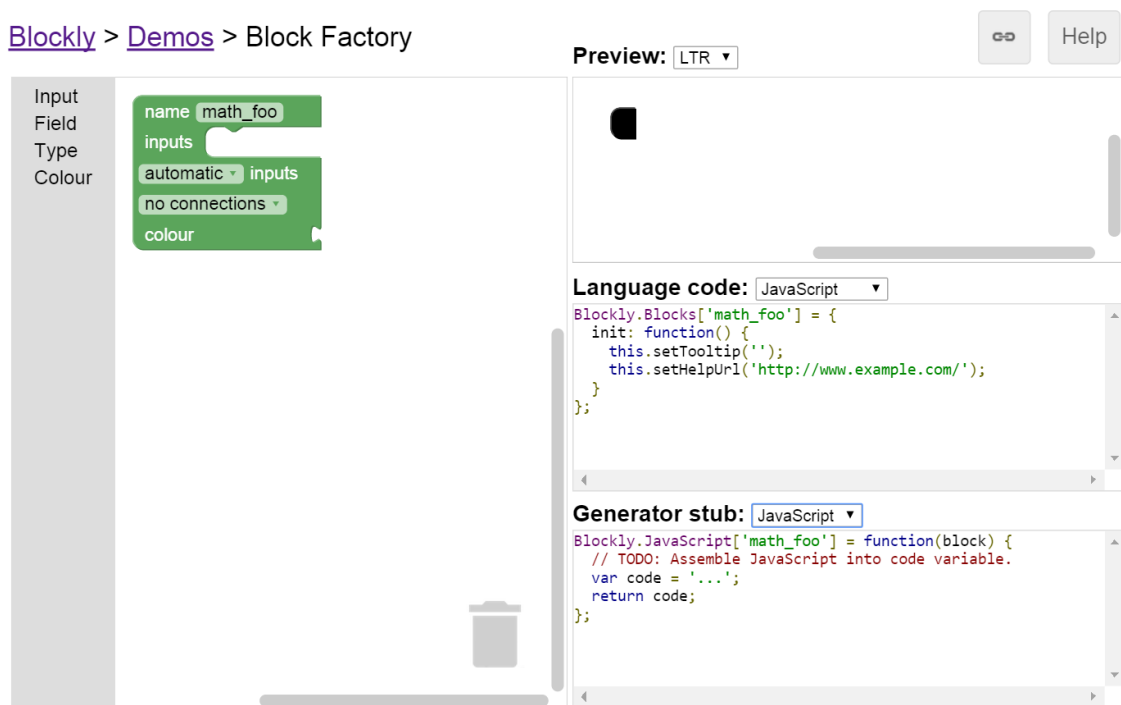 Blockly > Demos > Block Factory
Help
Preview: LTR
Input
Field
Type
Colour
name math_foo
inputs
automatic inputs
no connections
colour
Language code: JavaScript
Blockly.Blocks['math_foo'] = {
  init: function() {
    this.setTooltip('');
    this.setHelpUrl('http://www.example.com/');
  }
};
Generator stub: JavaScript
Blockly.JavaScript['math_foo'] = function(block) {
  // TODO: Assemble JavaScript into code variable.
  var code = '...';
  return code;
};